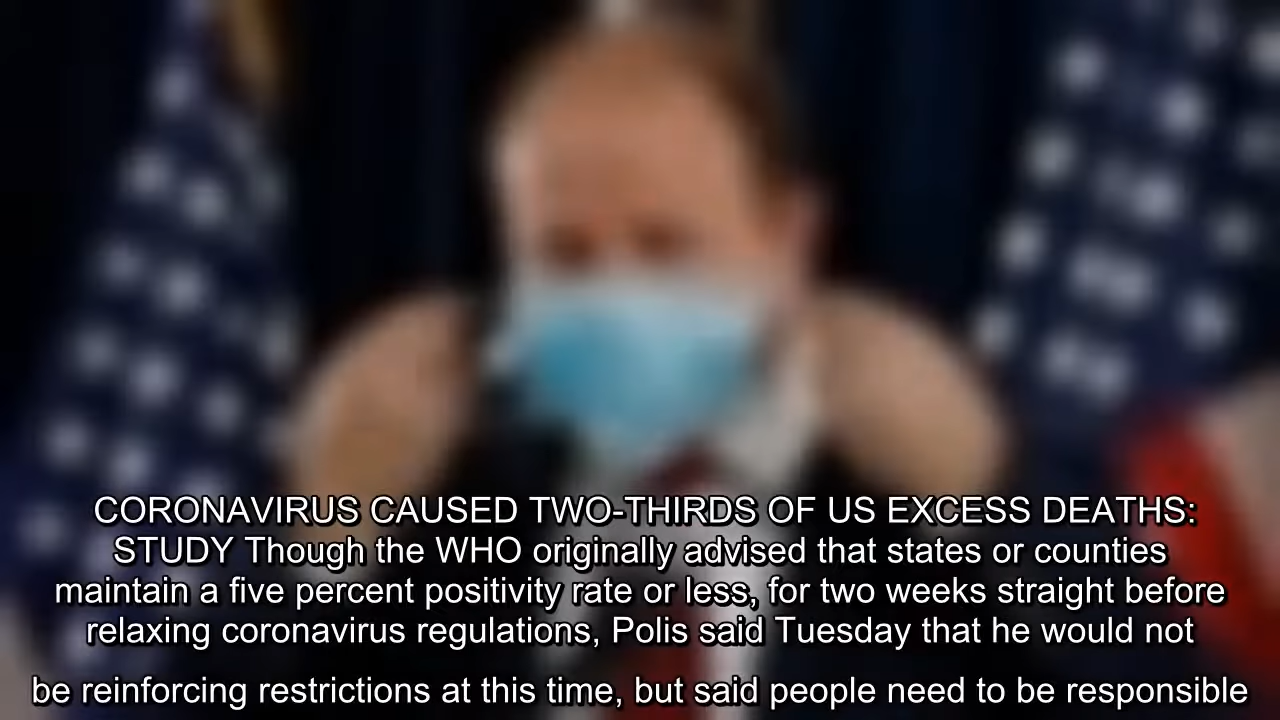 CORONAVIRUS CAUSED TWO-THIRDS OF US EXCESS DEATHS:
STUDY Though the WHO originally advised that states or counties
maintain a five percent positivity rate or less, for two weeks straight before
relaxing coronavirus regulations, Polis said Tuesday that he would not
be reinforcing restrictions at this time, but said people need to be responsible